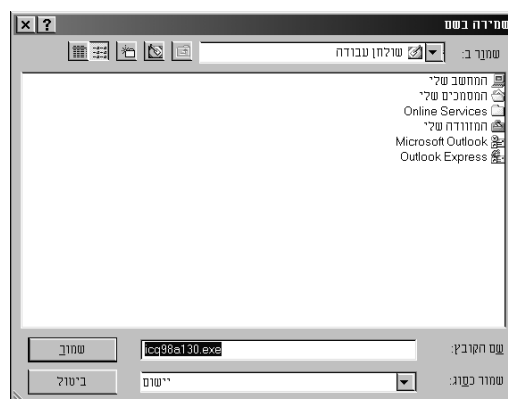 שמירה בשם
שמור ב: שולחן עבודה
המחשב שלי
המסמכים שלי
Online Services
המזוודה שלי
Microsoft Outlook
Outlook Express
שם הקובץ: icq98a130.exe
שמור
שמור כסוג: יישום
ביטול